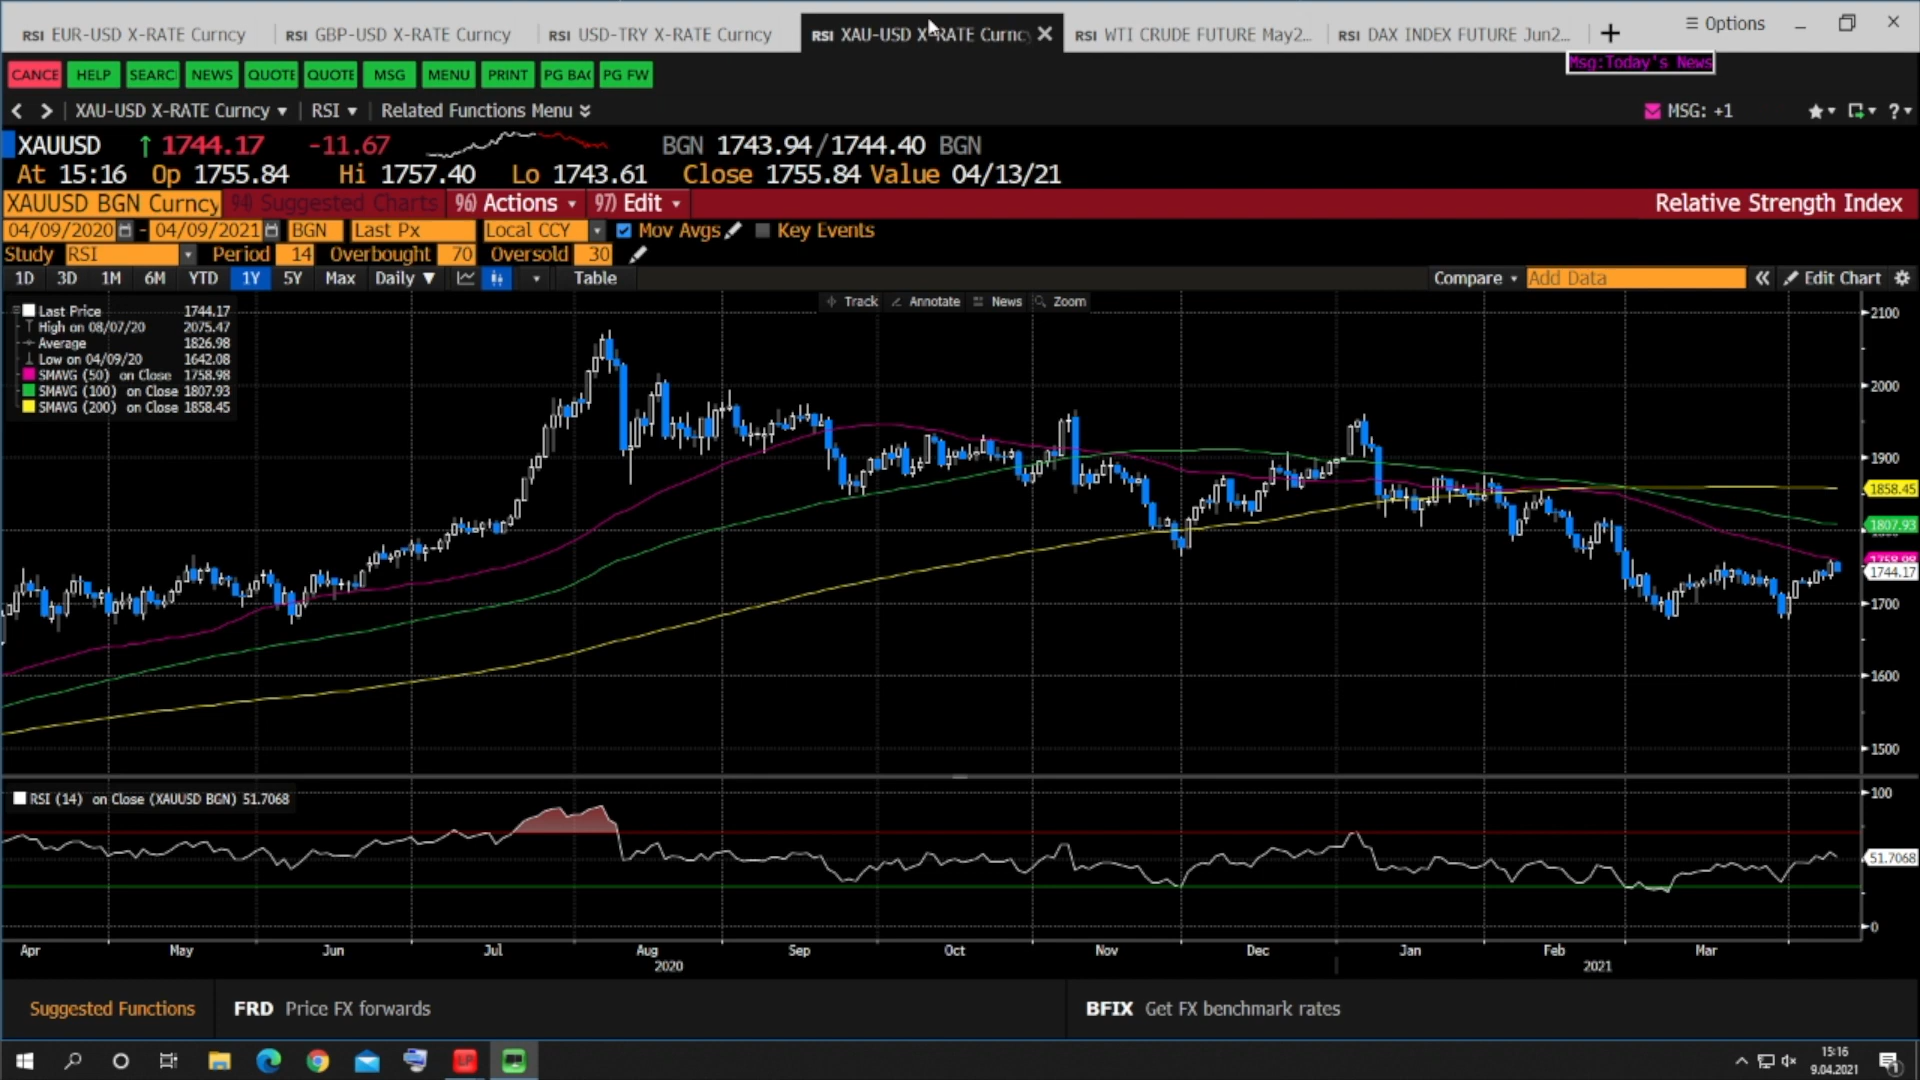 RSI EUR-USD X-RATE Curncy RSI GBP-USD X-RATE Curncy RSI USD-TRY X-RATE Curncy RSI XAU-USD X-RATE Curnc RSI WTI CRUDE FUTURE May2... RSI DAX INDEX FUTURE Jun2... Options
Msg:Today's News
CANCE HELP SEARC NEWS QUOTE QUOTE MSG MENU PRINT PG BA PG FW
XAU-USD X-RATE Curncy RSI Related Functions Menu MSG: +1 ?
XAUUSD ↑ 1744.17 -11.67 BGN 1743.94/1744.40 BGN
At 15:16 Op 1755.84 Hi 1757.40 Lo 1743.61 Close 1755.84 Value 04/13/21
XAUUSD BGN Curncy 94) Suggested Charts 96) Actions 97) Edit Relative Strength Index
04/09/2020 - 04/09/2021 BGN Last Px Local CCY Mov Avgs Key Events
Study RSI Period 14 Overbought 70 Oversold 30
1D 3D 1M 6M YTD 1Y 5Y Max Daily ▼ Table Compare Add Data « Edit Chart
Track Annotate News Zoom
Last Price 1744.17
High on 08/07/20 2075.47
Average 1826.98
Low on 04/09/20 1642.08
SMAVG (50) on Close 1758.98
SMAVG (100) on Close 1807.93
SMAVG (200) on Close 1858.45
2100
2000
1900
1858.45
1807.93
1758.98
1744.17
1700
1600
1500
RSI (14) on Close (XAUUSD BGN) 51.7068
100
51.7068
0
Apr May Jun Jul Aug Sep Oct Nov Dec Jan Feb Mar
2020 2021
Suggested Functions FRD Price FX forwards BFIX Get FX benchmark rates
LP 15:16
9.04.2021 1